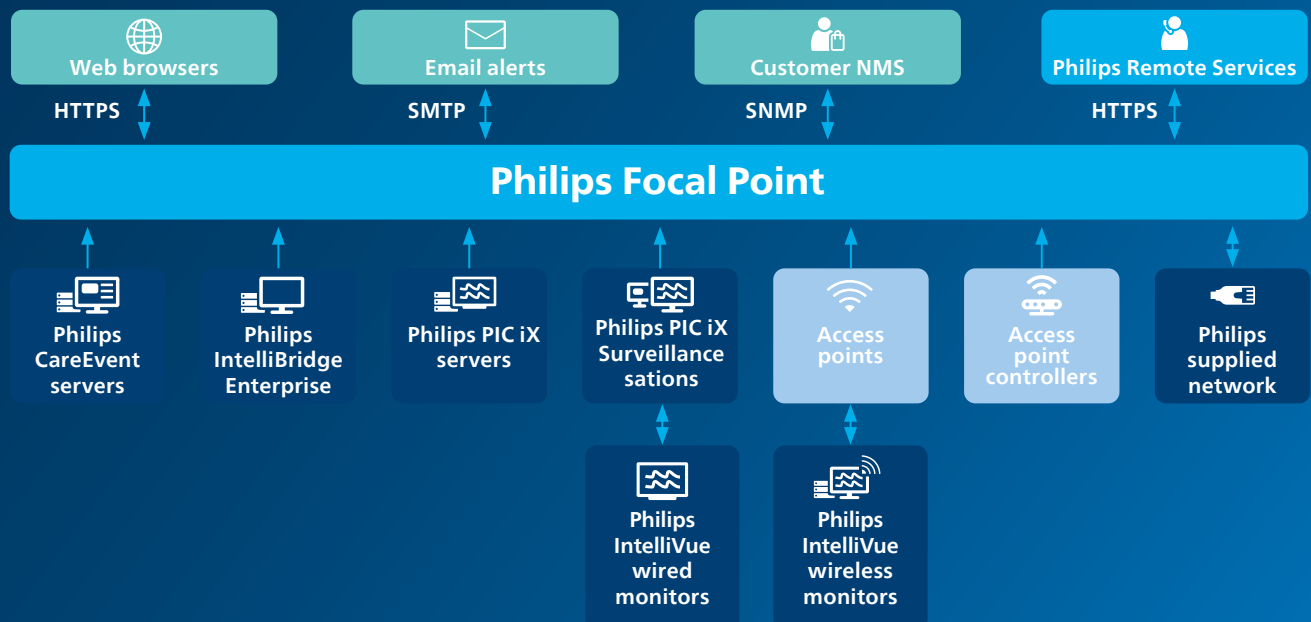 Web browsers
Email alerts
Customer NMS
Philips Remote Services
HTTPS
SMTP
SNMP
HTTPS
Philips Focal Point
Philips
CareEvent
servers
Philips
IntelliBridge
Enterprise
Philips PIC iX
servers
Philips PIC iX
Surveillance
sations
Access
points
Access
point
controllers
Philips
supplied
network
Philips
IntelliVue
wired
monitors
Philips
IntelliVue
wireless
monitors